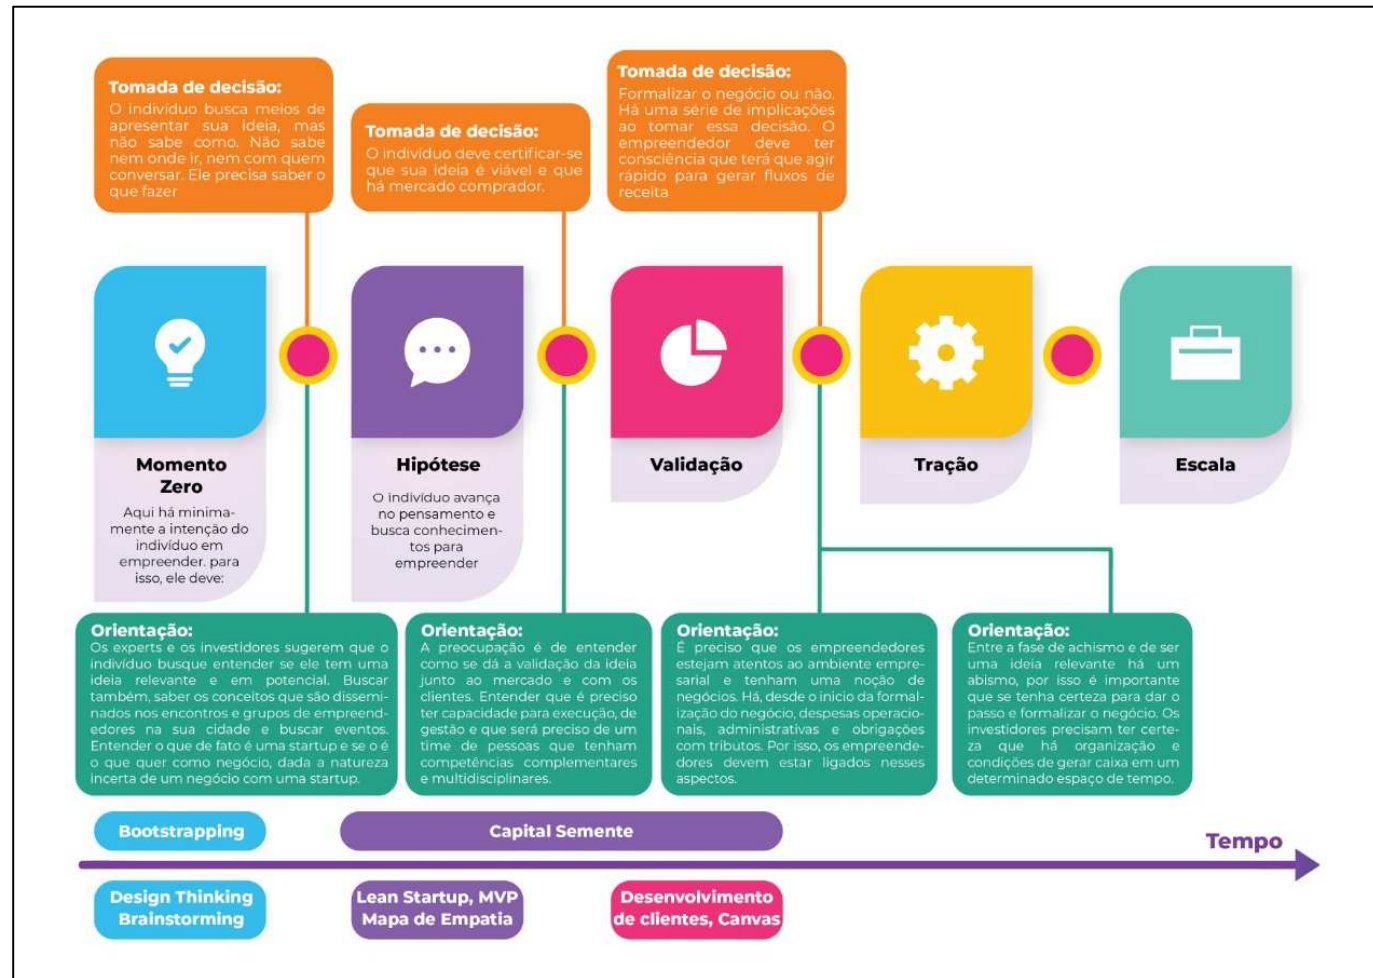 Tomada de decisão:
O indivíduo busca meios de
apresentar sua ideia, mas
não sabe como. Não sabe
nem onde ir, nem com quem
conversar. Ele precisa saber o
que fazer
Tomada de decisão:
O indivíduo deve certificar-se
que sua ideia é viável e que
há mercado comprador.
Tomada de decisão:
Formalizar o negócio ou não.
Há uma série de implicações
ao tomar essa decisão. O
empreendedor deve ter
consciência que terá que agir
rápido para gerar fluxos de
receita
Momento
Zero
Aqui há minima-
mente a intenção do
indivíduo em
empreender. para
isso, ele deve:
Hipótese
O indivíduo avança
no pensamento e
busca conhecimen-
tos para
empreender
Validação
Tração
Escala
Orientação:
Os experts e os investidores sugerem que o
indivíduo busque entender se ele tem uma
ideia relevante e em potencial. Buscar
também, saber os conceitos que são dissemi-
nados nos encontros e grupos de empreend-
edores na sua cidade e buscar eventos.
Entender o que de fato é uma startup e se o é
o que quer como negócio, dada a natureza
incerta de um negócio com uma startup.
Orientação:
A preocupação é de entender
como se dá a validação da ideia
junto ao mercado e com os
clientes. Entender que é preciso
ter capacidade para execução, de
gestão e que será preciso de um
time de pessoas que tenham
competências complementares
e multidisciplinares.
Orientação:
É preciso que os empreendedores
estejam atentos ao ambiente empre-
sarial e tenham uma noção de
negócios. Há, desde o inicio da formal-
ização do negócio, despesas operacio-
nais, administrativas e obrigações
com tributos. Por isso, os empreende-
dores devem estar ligados nesses
aspectos.
Orientação:
Entre a fase de achismo e de ser
uma ideia relevante há um
abismo, por isso é importante
que se tenha certeza para dar o
passo e formalizar o negócio. Os
investidores precisam ter certe-
za que há organização e
condições de gerar caixa em um
determinado espaço de tempo.
Bootstrapping
Capital Semente
Tempo
Design Thinking
Brainstorming
Lean Startup, MVP
Mapa de Empatia
Desenvolvimento
de clientes, Canvas